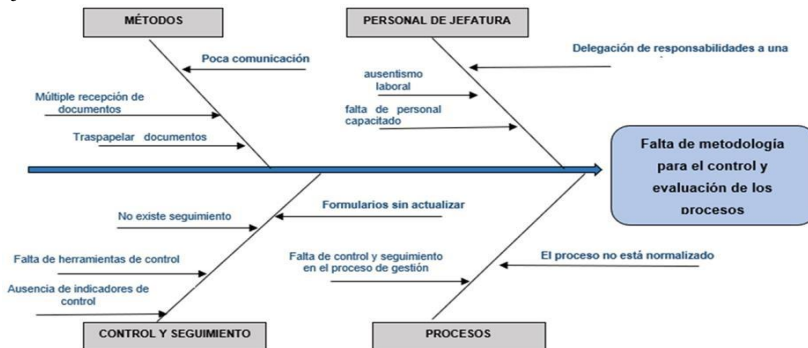 MÉTODOS
PERSONAL DE JEFATURA
Poca comunicación
Delegación de responsabilidades a una
ausentismo
laboral
Múltiple recepción de
documentos
falta de personal
capacitado
Traspapelar documentos
Falta de metodología
para el control y
evaluación de los
procesos
No existe seguimiento
Formularios sin actualizar
Falta de herramientas de control
Falta de control y seguimiento
en el proceso de gestión
El proceso no está normalizado
Ausencia de indicadores de
control
CONTROL Y SEGUIMIENTO
PROCESOS